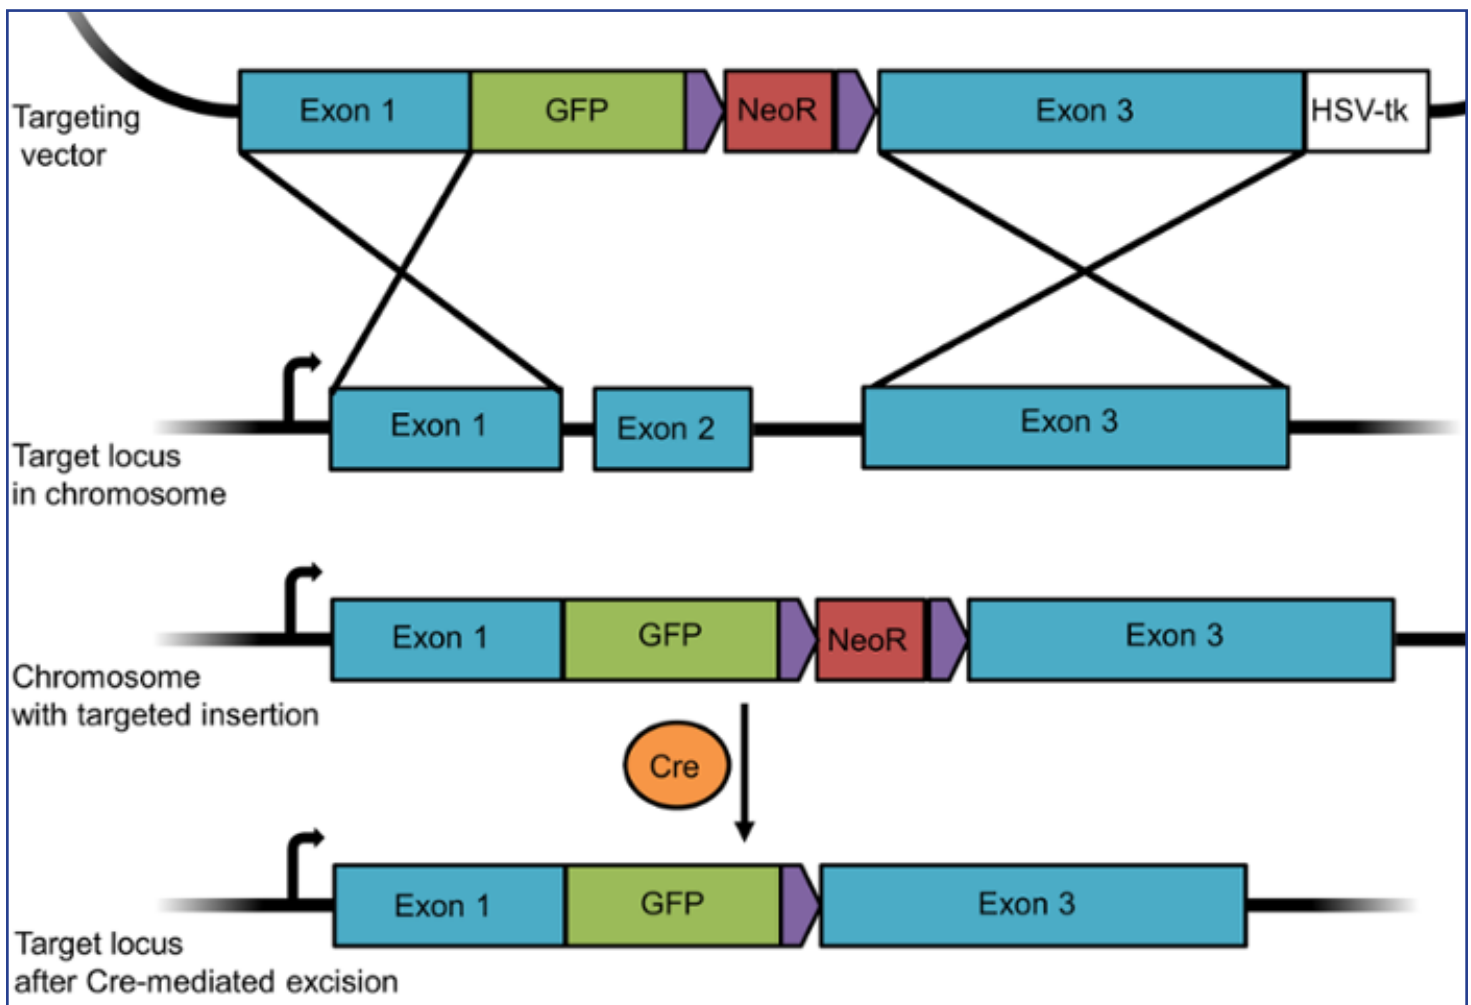 Targeting
vector
Exon 1 GFP NeoR Exon 3 HSV-tk
Exon 1 Exon 2 Exon 3
Target locus
in chromosome
Exon 1 GFP NeoR Exon 3
Chromosome
with targeted insertion
Cre
Exon 1 GFP Exon 3
Target locus
after Cre-mediated excision